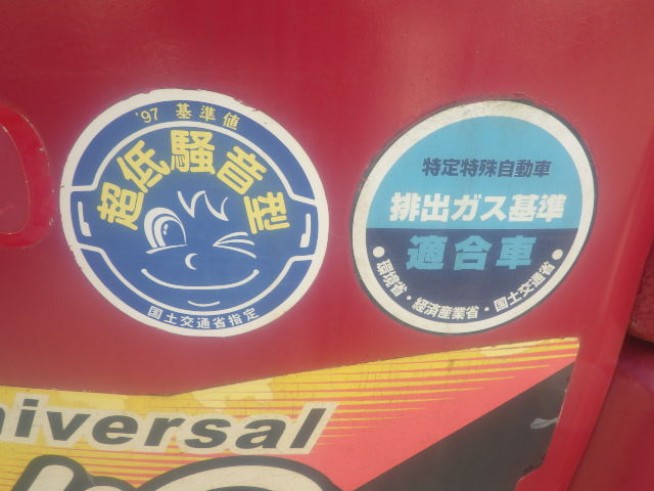 '97 基準値
超低騒音型
国土交通省指定
特定特殊自動車
排出ガス基準
適合車
●環境省・経済産業省・国土交通省●
niversal